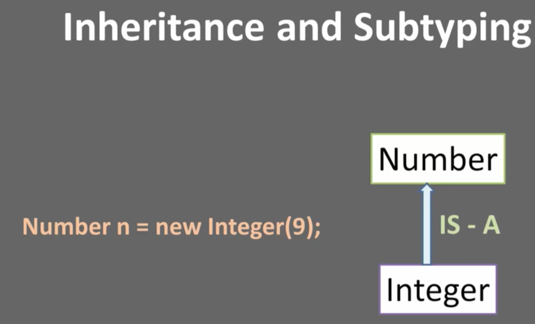 Inheritance and Subtyping
Number
Number n = new Integer(9);
IS - A
Integer